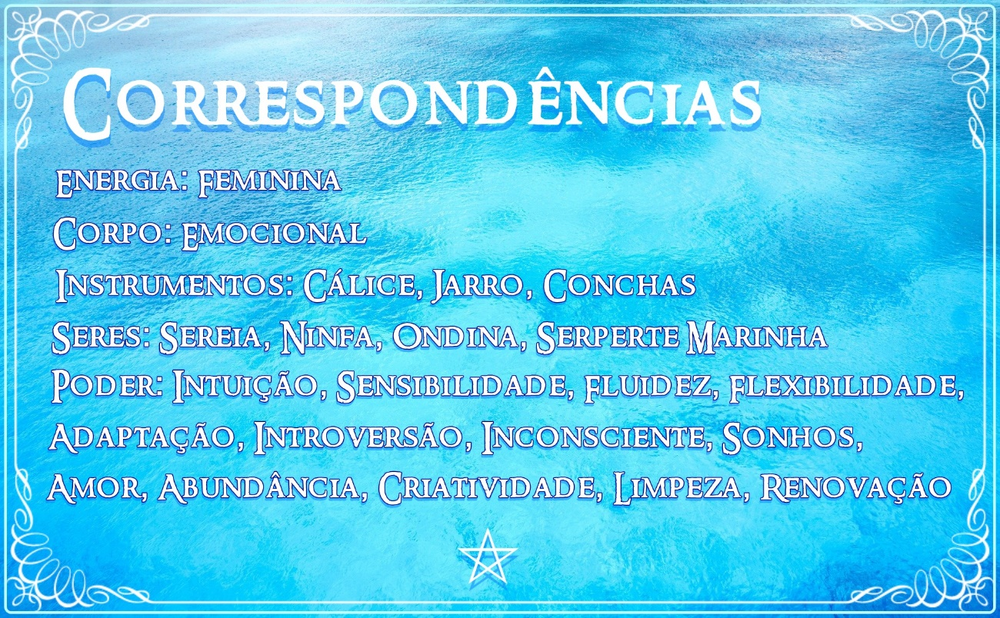 Correspondências
Energia: Feminina
Corpo: Emocional
Instrumentos: Cálice, Jarro, Conchas
Seres: Sereia, Ninfa, Ondina, Serperte Marinha
Poder: Intuição, Sensibilidade, Fluidez, Flexibilidade,
Adaptação, Introversão, Inconsciente, Sonhos,
Amor, Abundância, Criatividade, Limpeza, Renovação